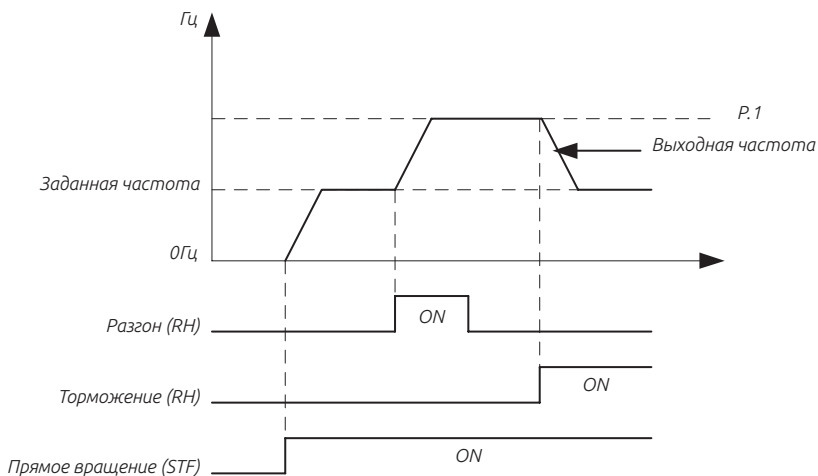 Гц
P.1
Выходная частота
Заданная частота
0Гц
Разгон (RH)
ON
Торможение (RH)
ON
Прямое вращение (STF)
ON